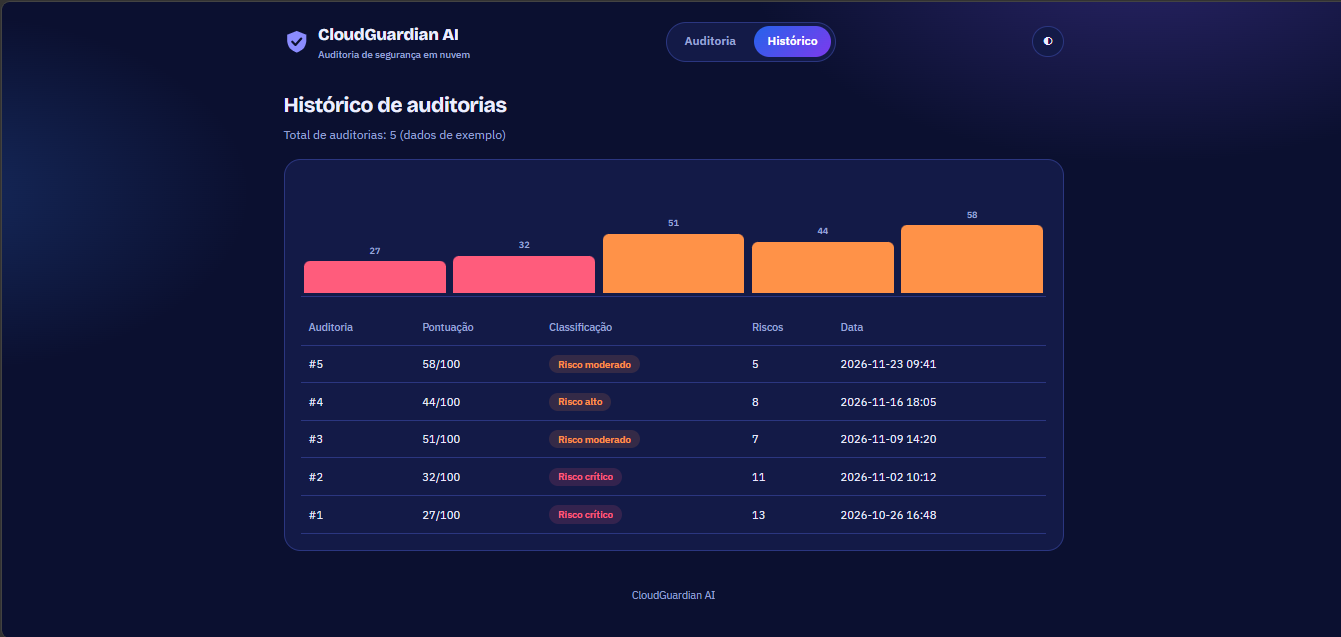 CloudGuardian AI
Auditoria de segurança em nuvem
Auditoria Histórico
Histórico de auditorias
Total de auditorias: 5 (dados de exemplo)
27 32 51 44 58
Auditoria Pontuação Classificação Riscos Data
#5 58/100 Risco moderado 5 2026-11-23 09:41
#4 44/100 Risco alto 8 2026-11-16 18:05
#3 51/100 Risco moderado 7 2026-11-09 14:20
#2 32/100 Risco crítico 11 2026-11-02 10:12
#1 27/100 Risco crítico 13 2026-10-26 16:48
CloudGuardian AI